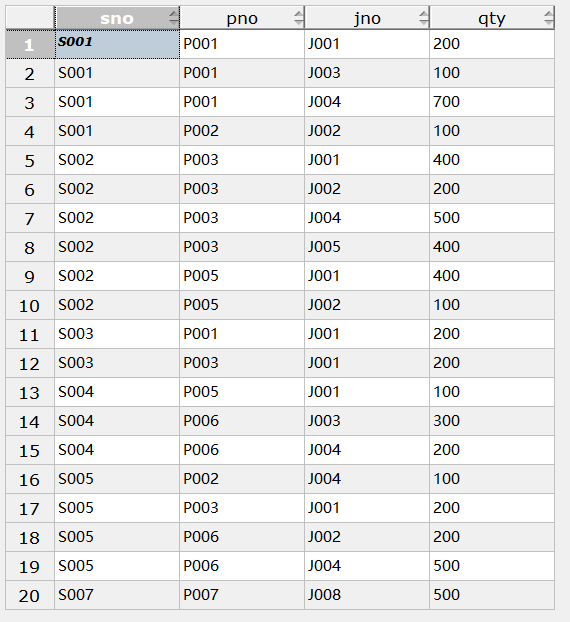 sno pno jno qty
1 S001 P001 J001 200
2 S001 P001 J003 100
3 S001 P001 J004 700
4 S001 P002 J002 100
5 S002 P003 J001 400
6 S002 P003 J002 200
7 S002 P003 J004 500
8 S002 P003 J005 400
9 S002 P005 J001 400
10 S002 P005 J002 100
11 S003 P001 J001 200
12 S003 P003 J001 200
13 S004 P005 J001 100
14 S004 P006 J003 300
15 S004 P006 J004 200
16 S005 P002 J004 100
17 S005 P003 J001 200
18 S005 P006 J002 200
19 S005 P006 J004 500
20 S007 P007 J008 500